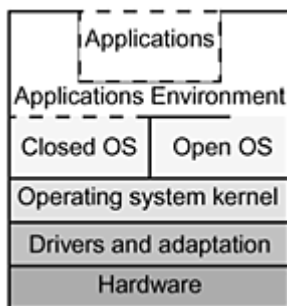 Applications
Applications Environment
Closed OS Open OS
Operating system kernel
Drivers and adaptation
Hardware